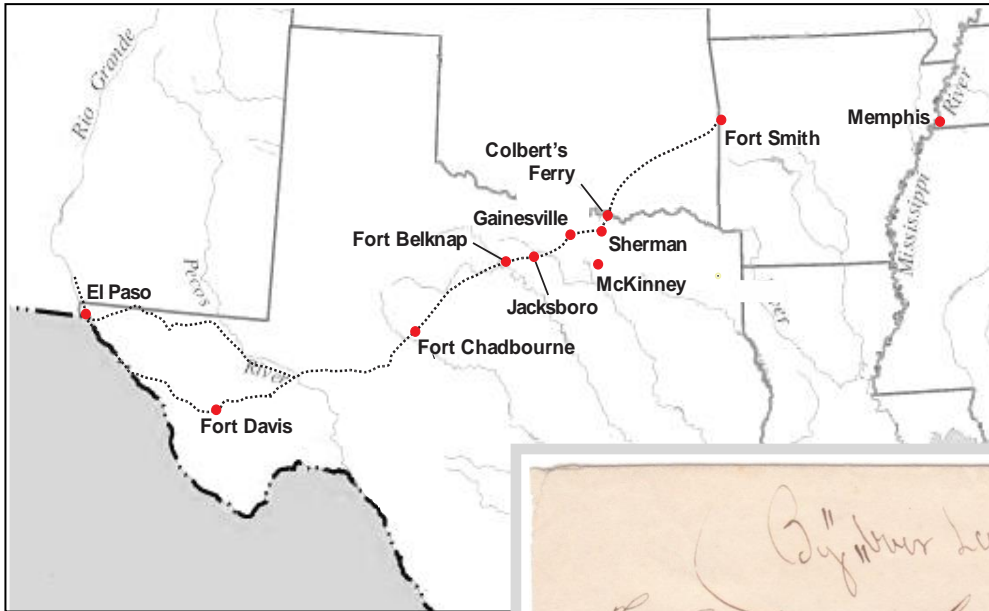 Rio Grande
Memphis
River
Fort Smith
Colbert's
Ferry
Gainesville
Mississippi
Fort Belknap
Sherman
Pecos
McKinney
El Paso
Jacksboro
Fort Chadbourne
River
Fort Davis